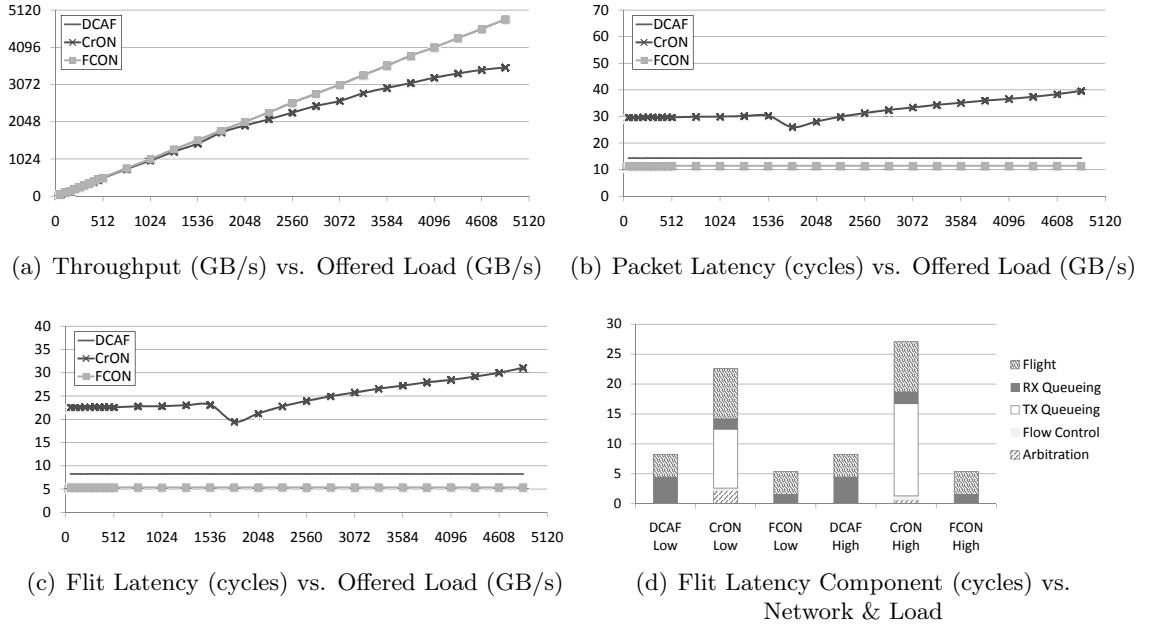 5120
4096
3072
2048
1024
0
DCAF
CrON
FCON
0 512 1024 1536 2048 2560 3072 3584 4096 4608 5120
(a) Throughput (GB/s) vs. Offered Load (GB/s)
70
60
50
40
30
20
10
0
DCAF
CrON
FCON
0 512 1024 1536 2048 2560 3072 3584 4096 4608 5120
(b) Packet Latency (cycles) vs. Offered Load (GB/s)
40
35
30
25
20
15
10
5
0
DCAF
CrON
FCON
0 512 1024 1536 2048 2560 3072 3584 4096 4608 5120
(c) Flit Latency (cycles) vs. Offered Load (GB/s)
30
25
20
15
10
5
0
DCAF CrON FCON DCAF CrON FCON
Low Low Low High High High
Flight
RX Queueing
TX Queueing
Flow Control
Arbitration
(d) Flit Latency Component (cycles) vs.
Network & Load